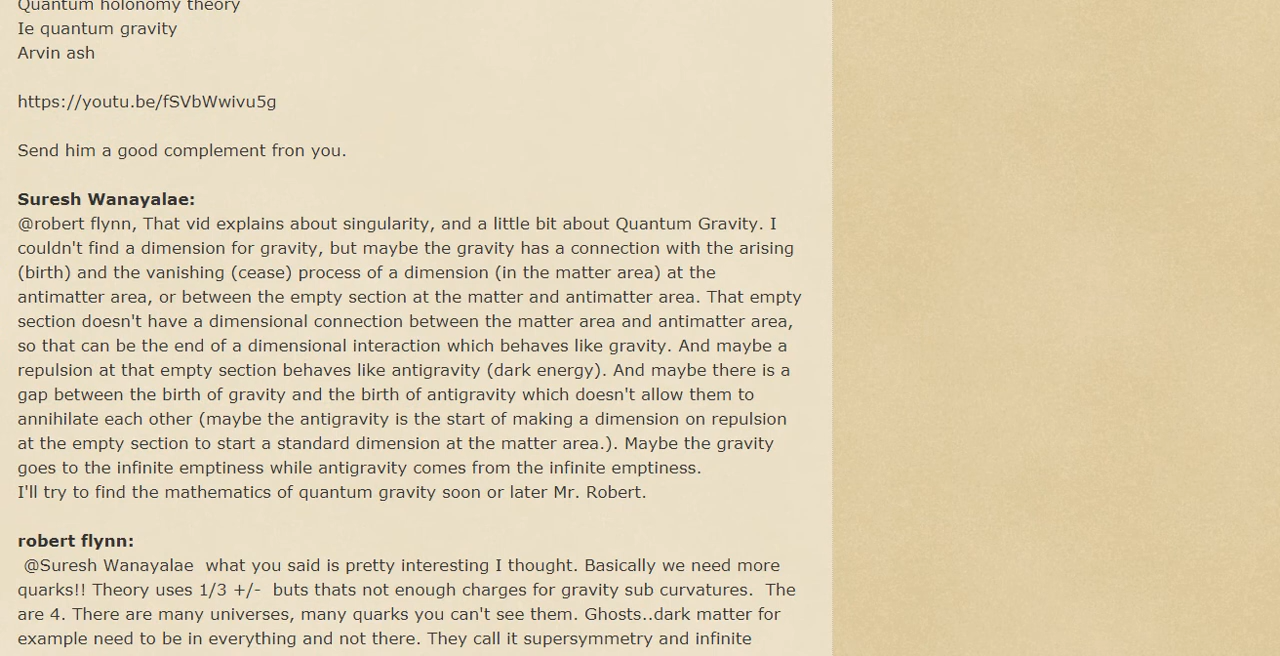 Quantum holonomy theory
Ie quantum gravity
Arvin ash
https://youtu.be/fSVbWwivu5g
Send him a good complement fron you.
Suresh Wanayalae:
@robert flynn, That vid explains about singularity, and a little bit about Quantum Gravity. I
couldn't find a dimension for gravity, but maybe the gravity has a connection with the arising
(birth) and the vanishing (cease) process of a dimension (in the matter area) at the
antimatter area, or between the empty section at the matter and antimatter area. That empty
section doesn't have a dimensional connection between the matter area and antimatter area,
so that can be the end of a dimensional interaction which behaves like gravity. And maybe a
repulsion at that empty section behaves like antigravity (dark energy). And maybe there is a
gap between the birth of gravity and the birth of antigravity which doesn't allow them to
annihilate each other (maybe the antigravity is the start of making a dimension on repulsion
at the empty section to start a standard dimension at the matter area.). Maybe the gravity
goes to the infinite emptiness while antigravity comes from the infinite emptiness.
I'll try to find the mathematics of quantum gravity soon or later Mr. Robert.
robert flynn:
@Suresh Wanayalae  what you said is pretty interesting I thought. Basically we need more
quarks!! Theory uses 1/3 +/-  buts thats not enough charges for gravity sub curvatures.  The
are 4. There are many universes, many quarks you can't see them. Ghosts..dark matter for
example need to be in everything and not there. They call it supersymmetry and infinite